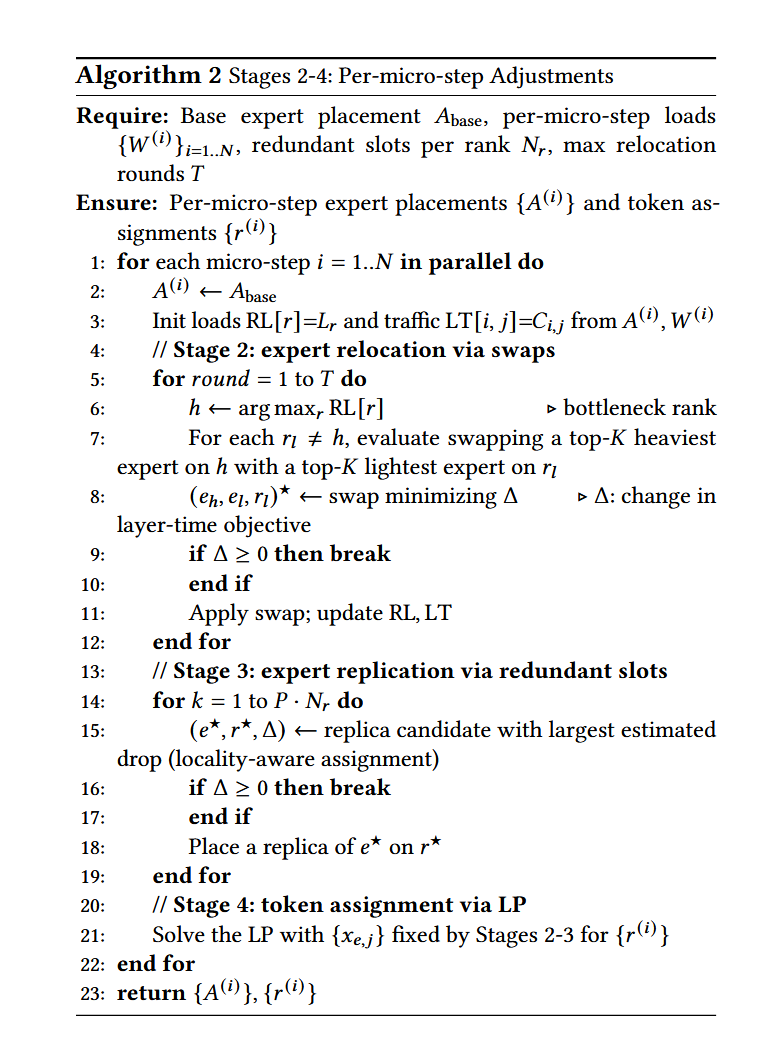 Algorithm 2 Stages 2-4: Per-micro-step Adjustments
Require: Base expert placement A_base, per-micro-step loads
{W^(i)}_{i=1..N}, redundant slots per rank N_r, max relocation
rounds T
Ensure: Per-micro-step expert placements {A^(i)} and token as-
signments {r^(i)}
1: for each micro-step i = 1..N in parallel do
2: A^(i) ← A_base
3: Init loads RL[r]=L_r and traffic LT[i, j]=C_{i,j} from A^(i), W^(i)
4: // Stage 2: expert relocation via swaps
5: for round = 1 to T do
6: h ← arg max_r RL[r] ▷ bottleneck rank
7: For each r_l ≠ h, evaluate swapping a top-K heaviest
expert on h with a top-K lightest expert on r_l
8: (e_h, e_l, r_l)^★ ← swap minimizing Δ ▷ Δ: change in
layer-time objective
9: if Δ ≥ 0 then break
10: end if
11: Apply swap; update RL, LT
12: end for
13: // Stage 3: expert replication via redundant slots
14: for k = 1 to P · N_r do
15: (e^★, r^★, Δ) ← replica candidate with largest estimated
drop (locality-aware assignment)
16: if Δ ≥ 0 then break
17: end if
18: Place a replica of e^★ on r^★
19: end for
20: // Stage 4: token assignment via LP
21: Solve the LP with {x_{e,j}} fixed by Stages 2-3 for {r^(i)}
22: end for
23: return {A^(i)}, {r^(i)}